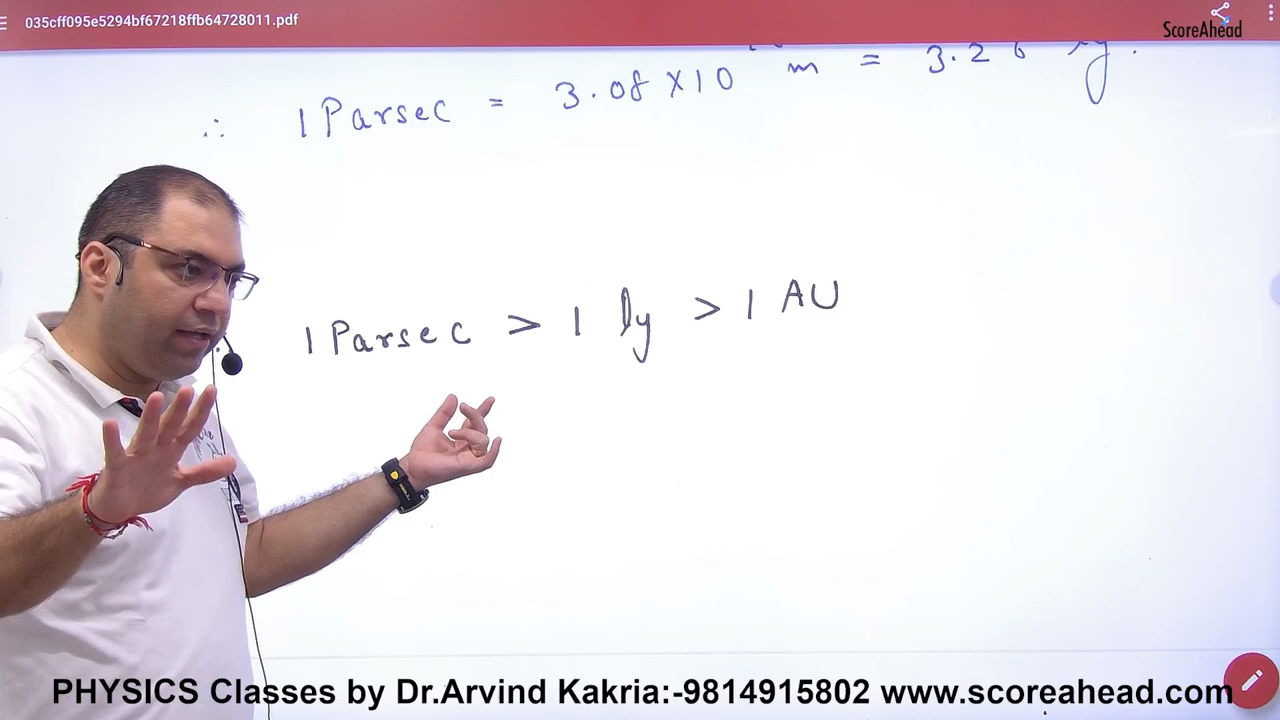 035cff095e5294bf67218ffb64728011.pdf
ScoreAhead
∴ 1 Parsec = 3.08 × 10 m = 3.26 ly.
1 Parsec > 1 ly > 1 AU
PHYSICS Classes by Dr.Arvind Kakria:-9814915802 www.scoreahead.com